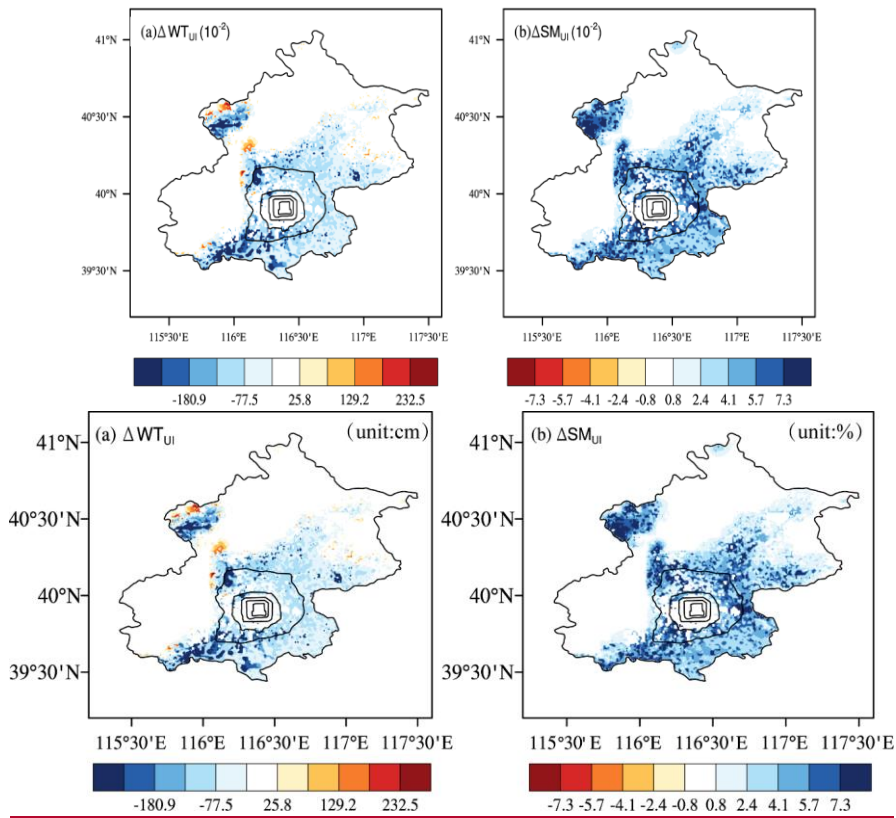 (a)ΔWT_UI (10⁻²)
41°N
40°30'N
40°N
39°30'N
115°30'E 116°E 116°30'E 117°E 117°30'E
-180.9 -77.5 25.8 129.2 232.5
(b)ΔSM_UI (10⁻²)
41°N
40°30'N
40°N
39°30'N
115°30'E 116°E 116°30'E 117°E 117°30'E
-7.3 -5.7 -4.1 -2.4 -0.8 0.8 2.4 4.1 5.7 7.3
(a) ΔWT_UI (unit:cm)
41°N
40°30'N
40°N
39°30'N
115°30'E 116°E 116°30'E 117°E 117°30'E
-180.9 -77.5 25.8 129.2 232.5
(b) ΔSM_UI (unit:%)
41°N
40°30'N
40°N
39°30'N
115°30'E 116°E 116°30'E 117°E 117°30'E
-7.3 -5.7 -4.1 -2.4 -0.8 0.8 2.4 4.1 5.7 7.3